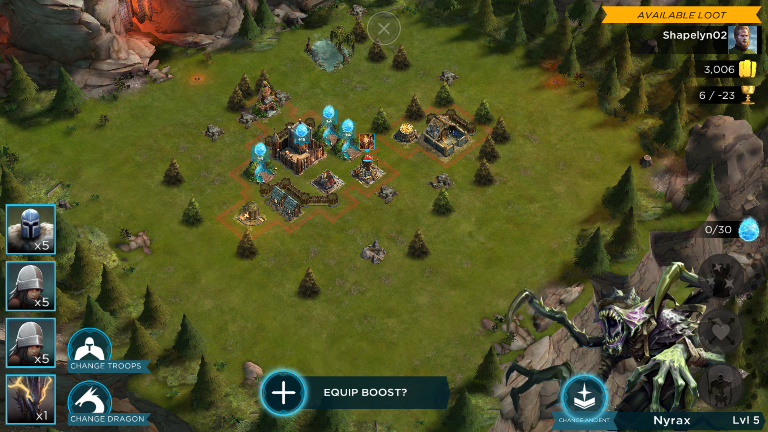 AVAILABLE LOOT
Shapelyn02
3,006
6 / -23
x5
x5
x5
x1
0/30
CHANGE TROOPS
CHANGE DRAGON
EQUIP BOOST?
CHANGE ANCIENT
Nyrax Lvl 5